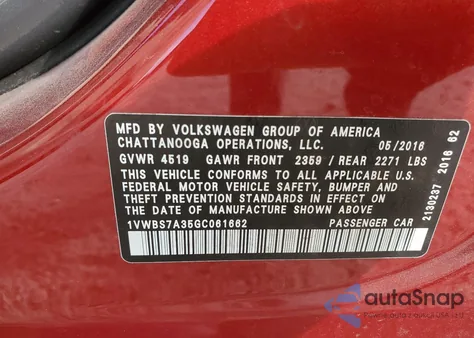 MFD BY VOLKSWAGEN GROUP OF AMERICA
CHATTANOOGA OPERATIONS, LLC. 05/2016
GVWR 4519 GAWR FRONT 2359 / REAR 2271 LBS
THIS VEHICLE CONFORMS TO ALL APPLICABLE U.S.
FEDERAL MOTOR VEHICLE SAFETY, BUMPER AND
THEFT PREVENTION STANDARDS IN EFFECT ON
THE DATE OF MANUFACTURE SHOWN ABOVE.
1VWBS7A35GC061662 PASSENGER CAR
2130237 2016 62
autaSnap